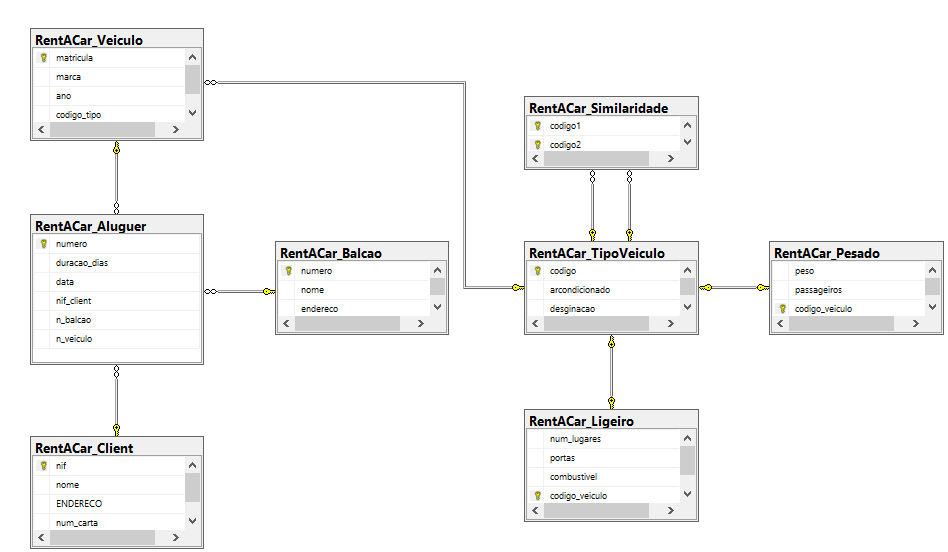 RentACar_Veiculo
matricula
marca
ano
codigo_tipo
RentACar_Similaridade
codigo1
codigo2
RentACar_Aluguer
numero
duracao_dias
data
nif_client
n_balcao
n_veiculo
RentACar_Balcao
numero
nome
endereco
RentACar_TipoVeiculo
codigo
arcondicionado
desginacao
RentACar_Pesado
peso
passageiros
codigo_veiculo
RentACar_Client
nif
nome
ENDERECO
num_carta
RentACar_Ligeiro
num_lugares
portas
combustivel
codigo_veiculo